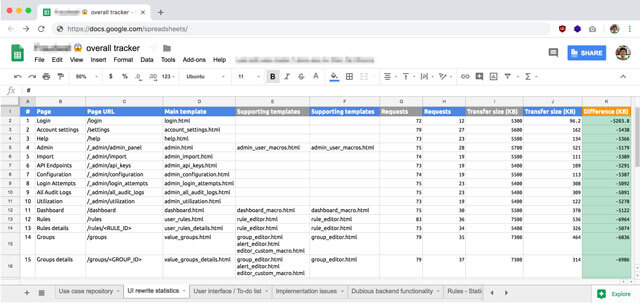 overall tracker
https://docs.google.com/spreadsheets/
overall tracker
File Edit View Insert Format Data Tools Add-ons Help
SHARE
80% $ % .0 .00 123 Ubuntu 11 B I S A
fx #
A B C D E F G H I J K
1 # Page Page URL Main template Supporting templates Supporting templates Requests Requests Transfer size (KB) Transfer size (KB) Difference (KB)
2 1 Login /login login.html 72 12 5300 96.2 -5203.8
3 2 Account settings /settings account_settings.html 79 27 5600 162 -5438
4 3 Help /help help.html 73 23 5500 134 -5366
5 4 Admin /_admin/admin_panel admin.html admin_user_macros.html admin_user_macros.html 75 28 5700 521 -5179
6 5 Import /_admin/import admin_import.html 74 19 5500 111 -5389
7 6 API Endpoints /_admin/api_keys admin_api_keys.html 73 19 5400 109 -5291
8 7 Configuration /_admin/configuration admin_configuration.html 74 23 5500 113 -5387
9 8 Login Attempts /_admin/login_attempts admin_login_attempts.html 75 23 5400 308 -5092
10 9 All Audit Logs /_admin/all_audit_logs admin_all_audit_logs.html 75 23 5400 309 -5091
11 10 Utilization /_admin/utilization admin_utilization.html 73 19 5400 122 -5278
12 11 Dashboard /dashboard dashboard.html dashboard_macro.html dashboard_macro.html 75 30 5500 378 -5122
13 12 Rules /rules user_rules.html rule_editor.html rule_editor.html 83 36 7500 536 -6964
14 13 Rules details /rules/<RULE_ID> user_rules_details.html rule_editor.html rule_editor.html 73 34 5400 326 -5074
15 14 Groups /groups value_groups.html group_editor.html group_editor.html 79 35 7300 464 -6836
alert_editor.html
editor_custom_macro.html
16 15 Groups details /groups/<GROUP_ID> value_groups_details.html group_editor.html group_editor.html 79 37 7300 314 -6986
alert_editor.html
editor_custom_macro.html
Use case repository UI rewrite statistics User interface / To-do list Implementation issues Dubious backend functionality Rules - Stati
Explore